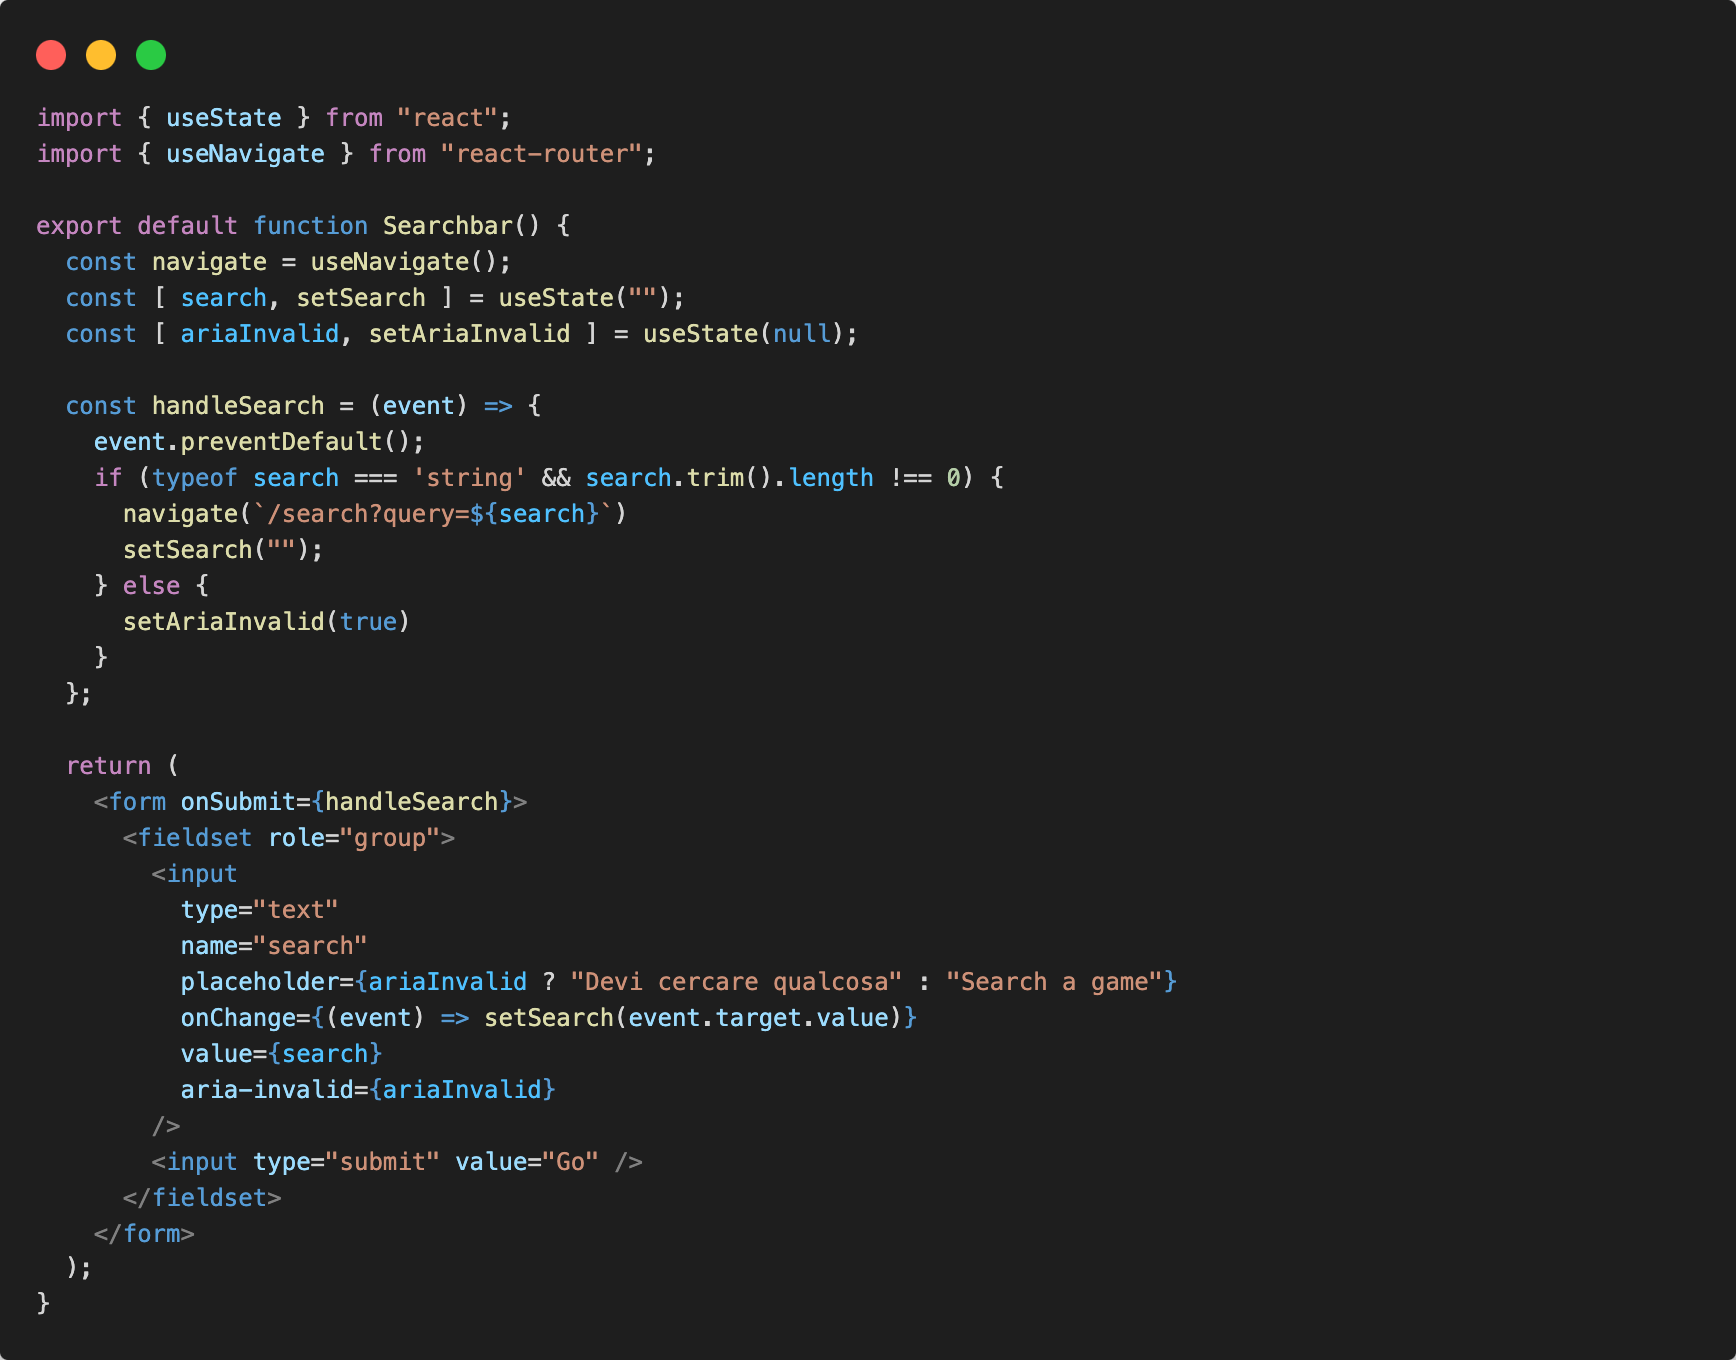 import { useState } from "react";
import { useNavigate } from "react-router";

export default function Searchbar() {
  const navigate = useNavigate();
  const [ search, setSearch ] = useState("");
  const [ ariaInvalid, setAriaInvalid ] = useState(null);

  const handleSearch = (event) => {
    event.preventDefault();
    if (typeof search === 'string' && search.trim().length !== 0) {
      navigate(`/search?query=${search}`)
      setSearch("");
    } else {
      setAriaInvalid(true)
    }
  };

  return (
    <form onSubmit={handleSearch}>
      <fieldset role="group">
        <input
          type="text"
          name="search"
          placeholder={ariaInvalid ? "Devi cercare qualcosa" : "Search a game"}
          onChange={(event) => setSearch(event.target.value)}
          value={search}
          aria-invalid={ariaInvalid}
        />
        <input type="submit" value="Go" />
      </fieldset>
    </form>
  );
}